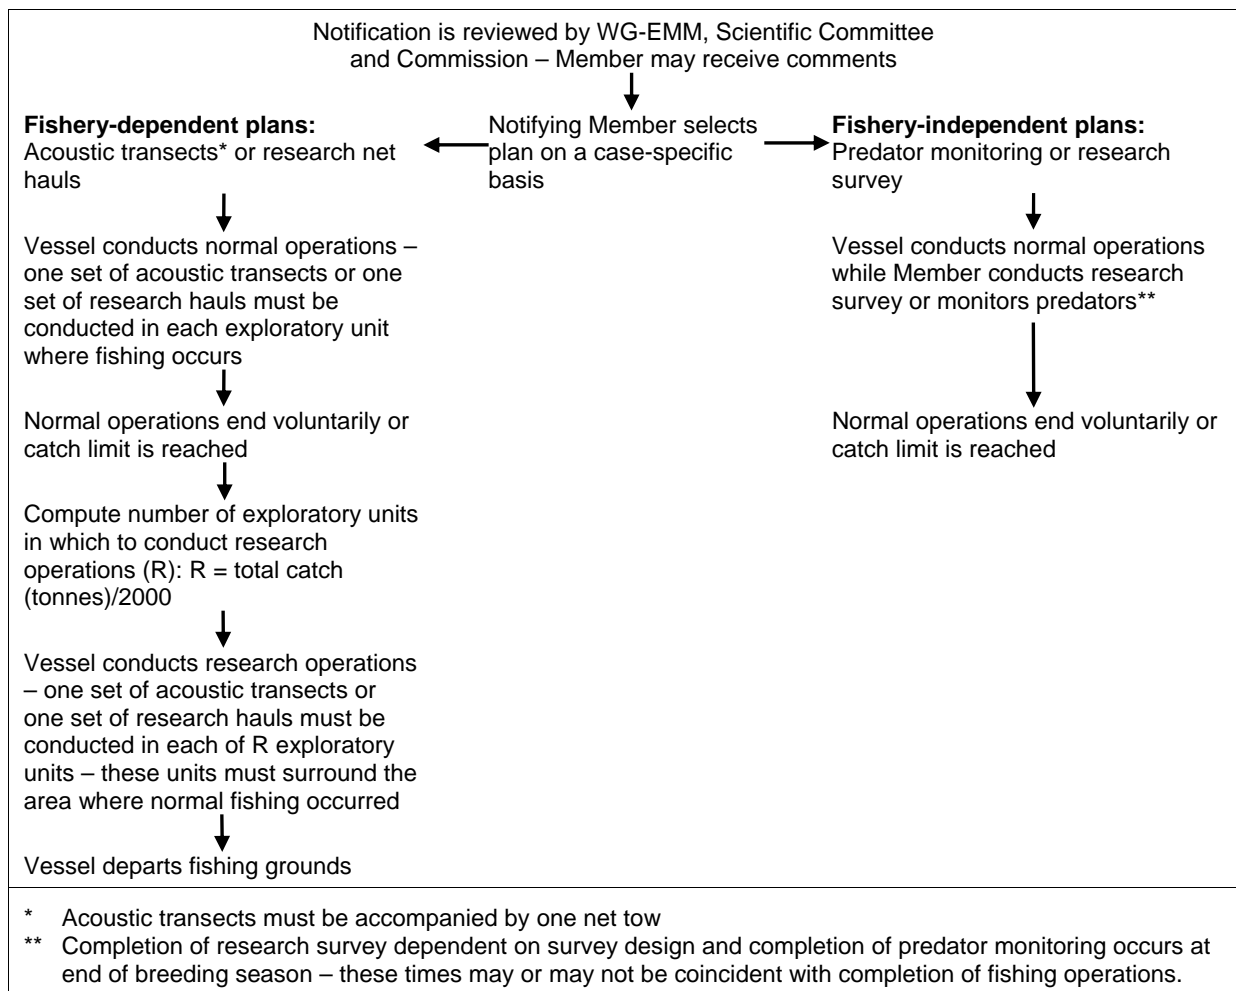 Notification is reviewed by WG-EMM, Scientific Committee
and Commission – Member may receive comments
Fishery-dependent plans:
Acoustic transects* or research net
hauls
Notifying Member selects
plan on a case-specific
basis
Fishery-independent plans:
Predator monitoring or research
survey
Vessel conducts normal operations –
one set of acoustic transects or one
set of research hauls must be
conducted in each exploratory unit
where fishing occurs
Vessel conducts normal operations
while Member conducts research
survey or monitors predators**
Normal operations end voluntarily or
catch limit is reached
Normal operations end voluntarily or
catch limit is reached
Compute number of exploratory units
in which to conduct research
operations (R): R = total catch
(tonnes)/2000
Vessel conducts research operations
– one set of acoustic transects or
one set of research hauls must be
conducted in each of R exploratory
units – these units must surround the
area where normal fishing occurred
Vessel departs fishing grounds
* Acoustic transects must be accompanied by one net tow
** Completion of research survey dependent on survey design and completion of predator monitoring occurs at
end of breeding season – these times may or may not be coincident with completion of fishing operations.